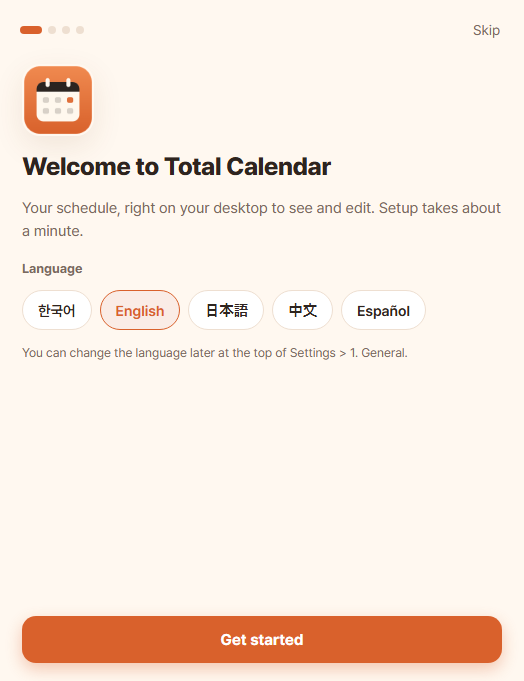 Skip
Welcome to Total Calendar
Your schedule, right on your desktop to see and edit. Setup takes about
a minute.
Language
한국어 English 日本語 中文 Español
You can change the language later at the top of Settings > 1. General.
Get started